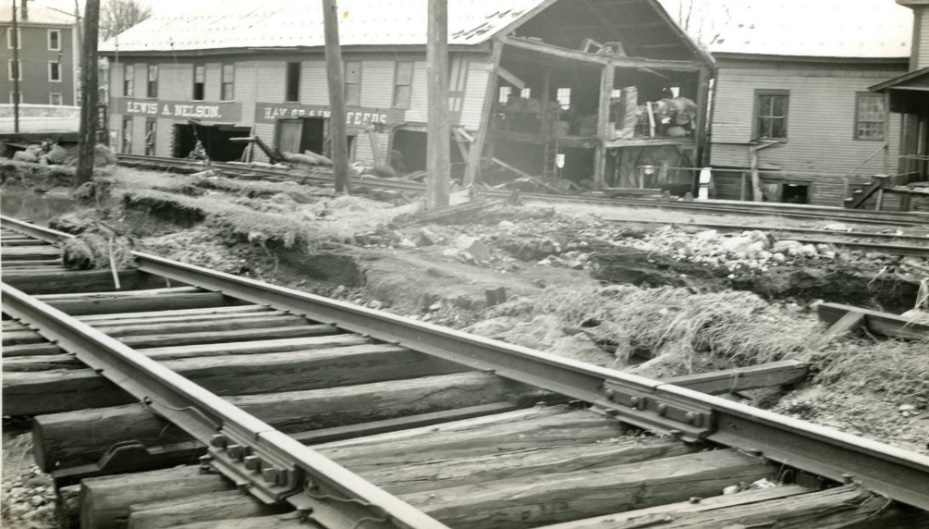 LEWIS A. NELSON.
HAY GRAIN FEEDS